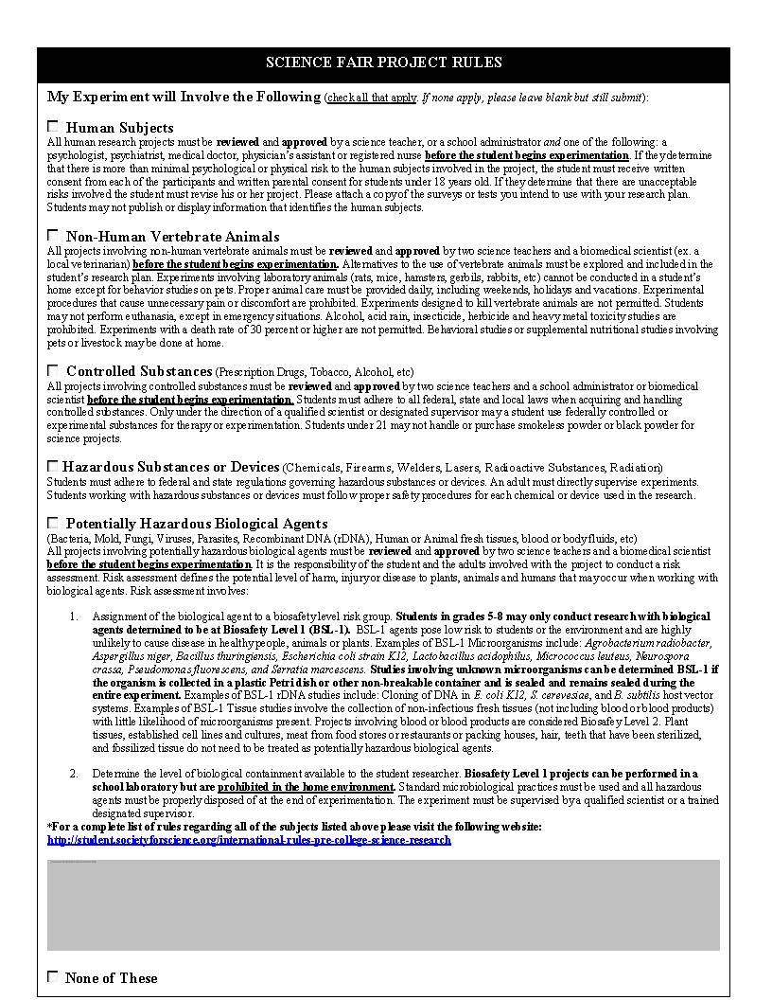 SCIENCE FAIR PROJECT RULES
My Experiment will Involve the Following (check all that apply. If none apply, please leave blank but still submit):
Human Subjects
All human research projects must be reviewed and approved by a science teacher, or a school administrator and one of the following: a
psychologist, psychiatrist, medical doctor, physician's assistant or registered nurse before the student begins experimentation. If they determine
that there is more than minimal psychological or physical risk to the human subjects involved in the project, the student must receive written
consent from each of the participants and written parental consent for students under 18 years old. If they determine that there are unacceptable
risks involved the student must revise his or her project. Please attach a copy of the surveys or tests you intend to use with your research plan.
Students may not publish or display information that identifies the human subjects.
Non-Human Vertebrate Animals
All projects involving non-human vertebrate animals must be reviewed and approved by two science teachers and a biomedical scientist (ex. a
local veterinarian) before the student begins experimentation. Alternatives to the use of vertebrate animals must be explored and included in the
student's research plan. Experiments involving laboratory animals (rats, mice, hamsters, gerbils, rabbits, etc) cannot be conducted in a student's
home except for behavior studies on pets. Proper animal care must be provided daily, including weekends, holidays and vacations. Experimental
procedures that cause unnecessary pain or discomfort are prohibited. Experiments designed to kill vertebrate animals are not permitted. Students
may not perform euthanasia, except in emergency situations. Alcohol, acid rain, insecticide, herbicide and heavy metal toxicity studies are
prohibited. Experiments with a death rate of 30 percent or higher are not permitted. Behavioral studies or supplemental nutritional studies involving
pets or livestock may be done at home.
Controlled Substances (Prescription Drugs, Tobacco, Alcohol, etc)
All projects involving controlled substances must be reviewed and approved by two science teachers and a school administrator or biomedical
scientist before the student begins experimentation. Students must adhere to all federal, state and local laws when acquiring and handling
controlled substances. Only under the direction of a qualified scientist or designated supervisor may a student use federally controlled or
experimental substances for therapy or experimentation. Students under 21 may not handle or purchase smokeless powder or black powder for
science projects.
Hazardous Substances or Devices (Chemicals, Firearms, Welders, Lasers, Radioactive Substances, Radiation)
Students must adhere to federal and state regulations governing hazardous substances or devices. An adult must directly supervise experiments.
Students working with hazardous substances or devices must follow proper safety procedures for each chemical or device used in the research.
Potentially Hazardous Biological Agents
(Bacteria, Mold, Fungi, Viruses, Parasites, Recombinant DNA (rDNA), Human or Animal fresh tissues, blood or body fluids, etc)
All projects involving potentially hazardous biological agents must be reviewed and approved by two science teachers and a biomedical scientist
before the student begins experimentation. It is the responsibility of the student and the adults involved with the project to conduct a risk
assessment. Risk assessment defines the potential level of harm, injury or disease to plants, animals and humans that may occur when working with
biological agents. Risk assessment involves:
1. Assignment of the biological agent to a biosafety level risk group. Students in grades 5-8 may only conduct research with biological
agents determined to be at Biosafety Level 1 (BSL-1). BSL-1 agents pose low risk to students or the environment and are highly
unlikely to cause disease in healthy people, animals or plants. Examples of BSL-1 Microorganisms include: Agrobacterium radiobacter,
Aspergillus niger, Bacillus thuringiensis, Escherichia coli strain K12, Lactobacillus acidophilus, Micrococcus leuteus, Neurospora
crassa, Pseudomonas fluorescens, and Serratia marcescens. Studies involving unknown microorganisms can be determined BSL-1 if
the organism is collected in a plastic Petri dish or other non-breakable container and is sealed and remains sealed during the
entire experiment. Examples of BSL-1 rDNA studies include: Cloning of DNA in E. coli K12, S. cerevesiae, and B. subtilis host vector
systems. Examples of BSL-1 Tissue studies involve the collection of non-infectious fresh tissues (not including blood or blood products)
with little likelihood of microorganisms present. Projects involving blood or blood products are considered Biosafey Level 2. Plant
tissues, established cell lines and cultures, meat from food stores or restaurants or packing houses, hair, teeth that have been sterilized,
and fossilized tissue do not need to be treated as potentially hazardous biological agents.
2. Determine the level of biological containment available to the student researcher. Biosafety Level 1 projects can be performed in a
school laboratory but are prohibited in the home environment. Standard microbiological practices must be used and all hazardous
agents must be properly disposed of at the end of experimentation. The experiment must be supervised by a qualified scientist or a trained
designated supervisor.
*For a complete list of rules regarding all of the subjects listed above please visit the following website:
http://student.societyforscience.org/international-rules-pre-college-science-research
None of These